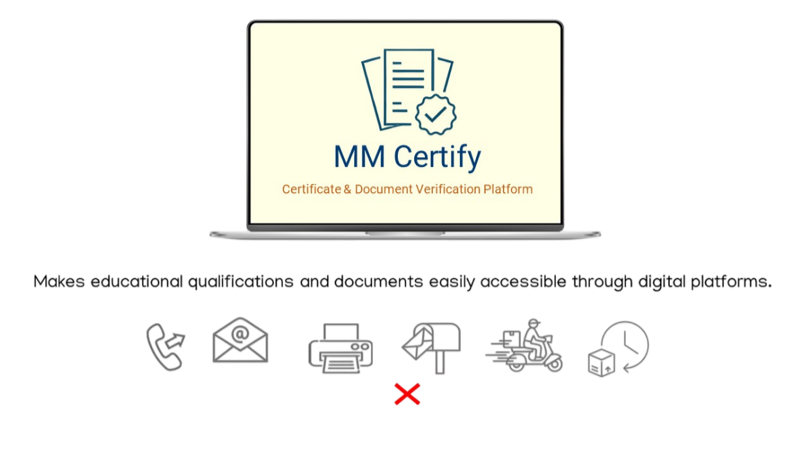 MM Certify
Certificate & Document Verification Platform
Makes educational qualifications and documents easily accessible through digital platforms.
@